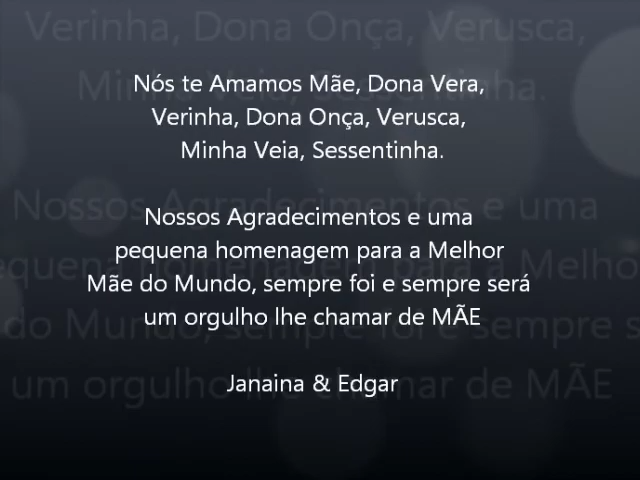 Nós te Amamos Mãe, Dona Vera,
Verinha, Dona Onça, Verusca,
Minha Veia, Sessentinha.
Nossos Agradecimentos e uma
pequena homenagem para a Melhor
Mãe do Mundo, sempre foi e sempre será
um orgulho lhe chamar de MÃE
Janaina & Edgar